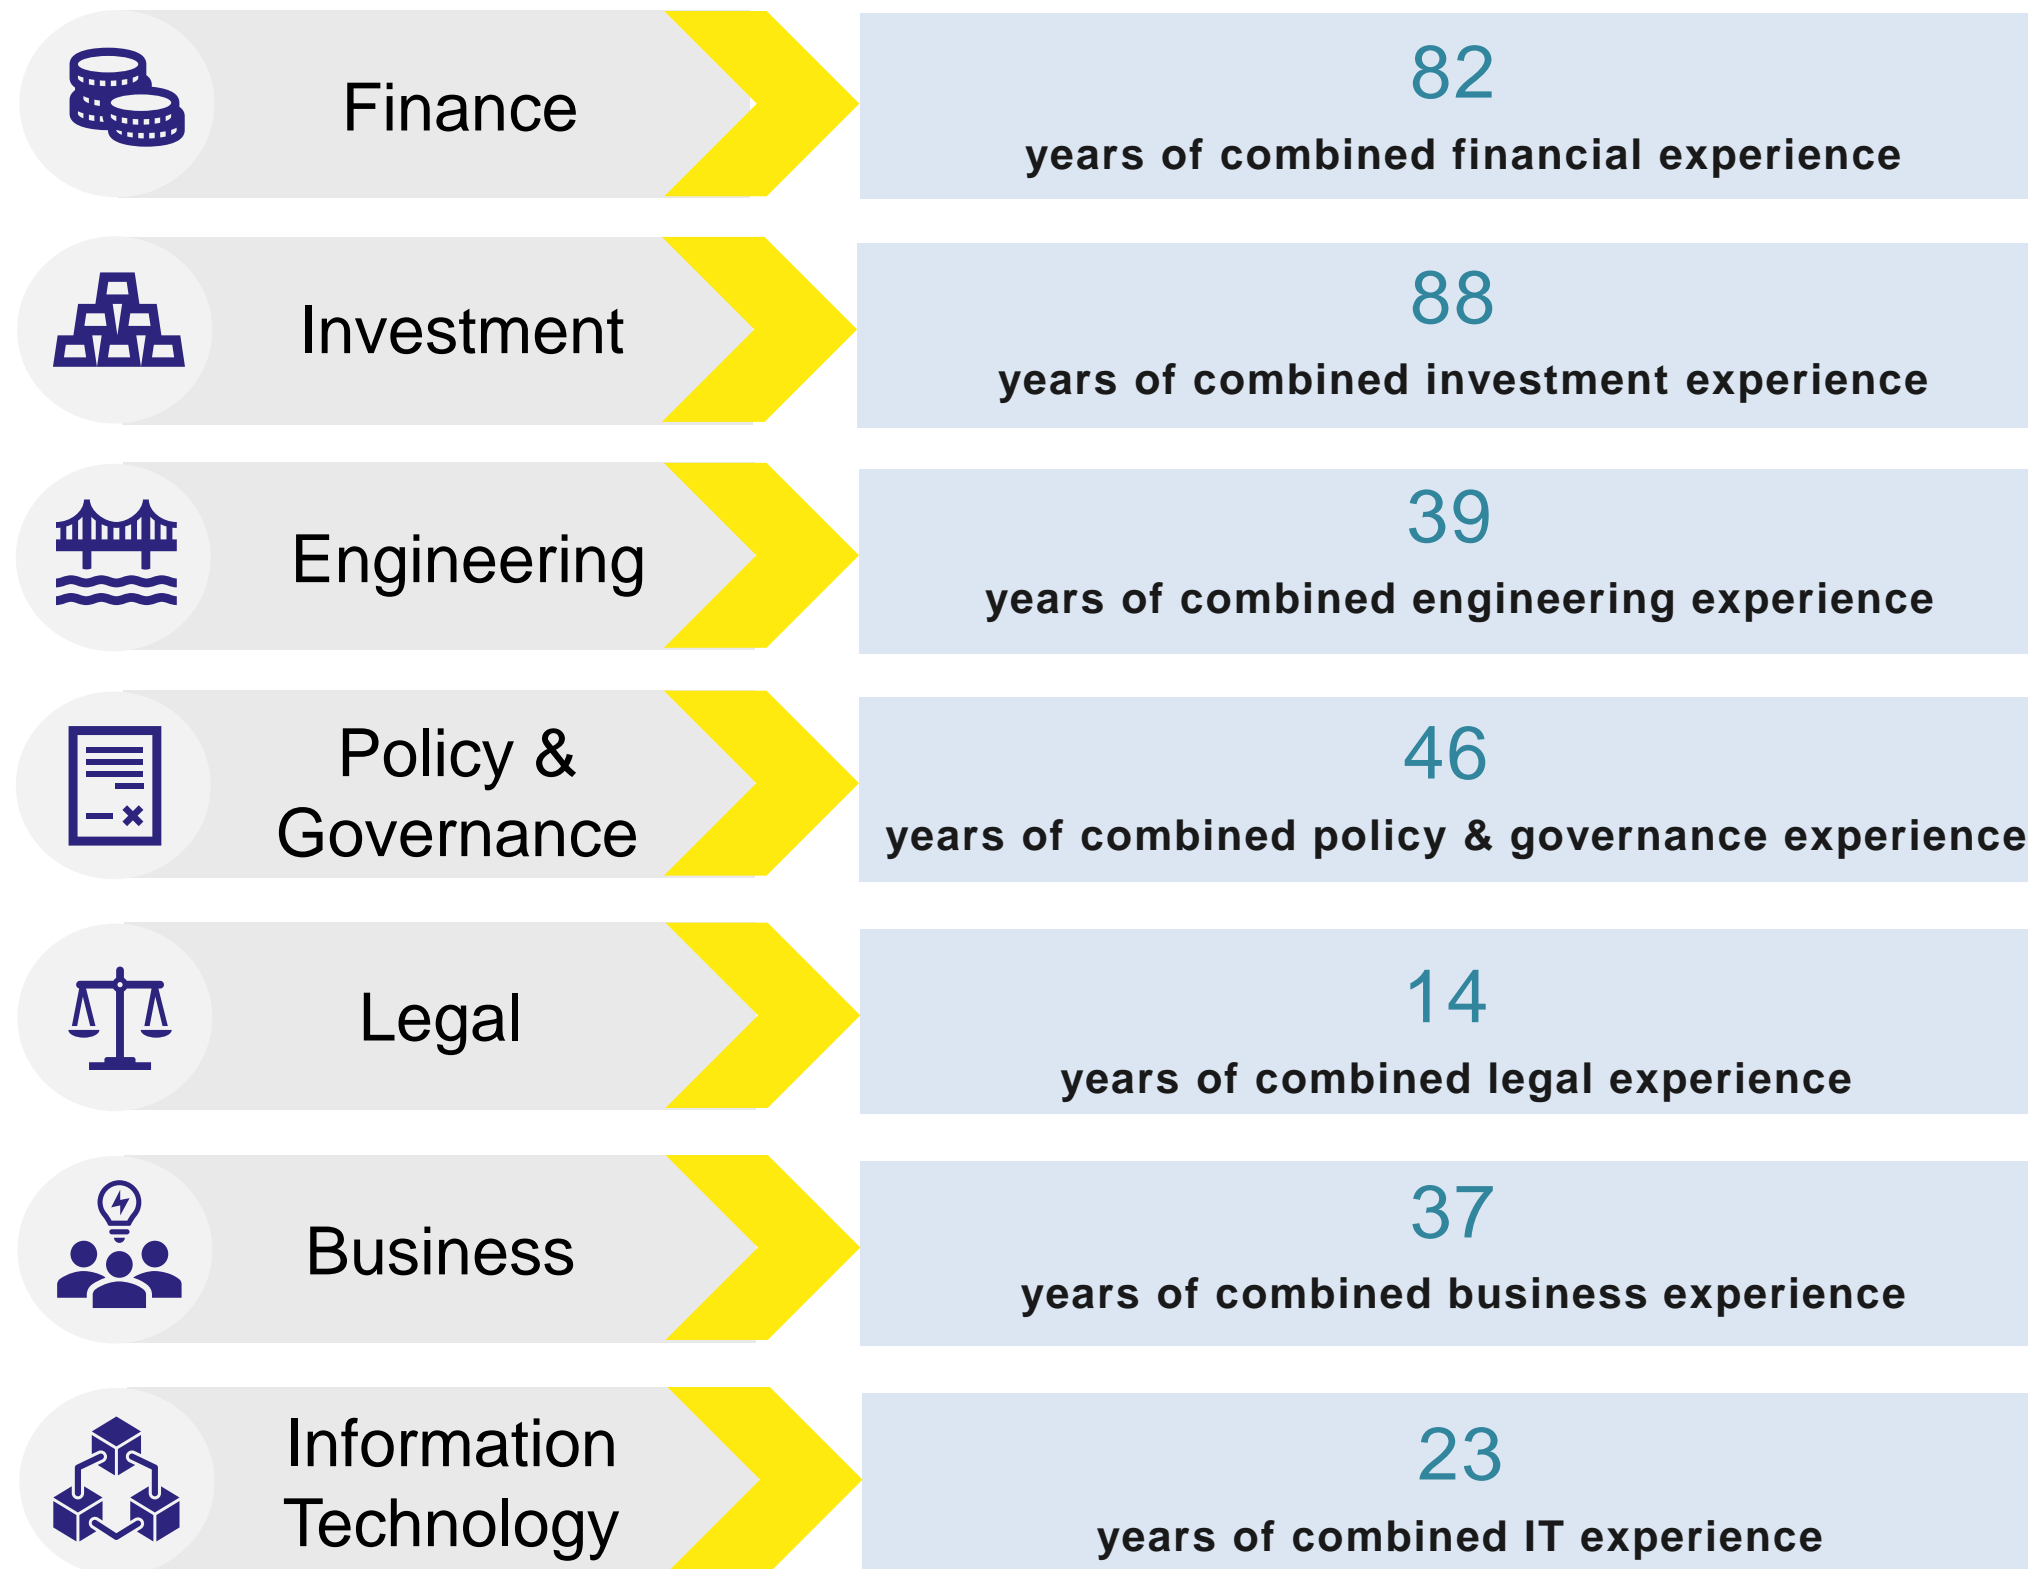 Finance
82
years of combined financial experience
Investment
88
years of combined investment experience
Engineering
39
years of combined engineering experience
Policy &
Governance
46
years of combined policy & governance experience
Legal
14
years of combined legal experience
Business
37
years of combined business experience
Information
Technology
23
years of combined IT experience